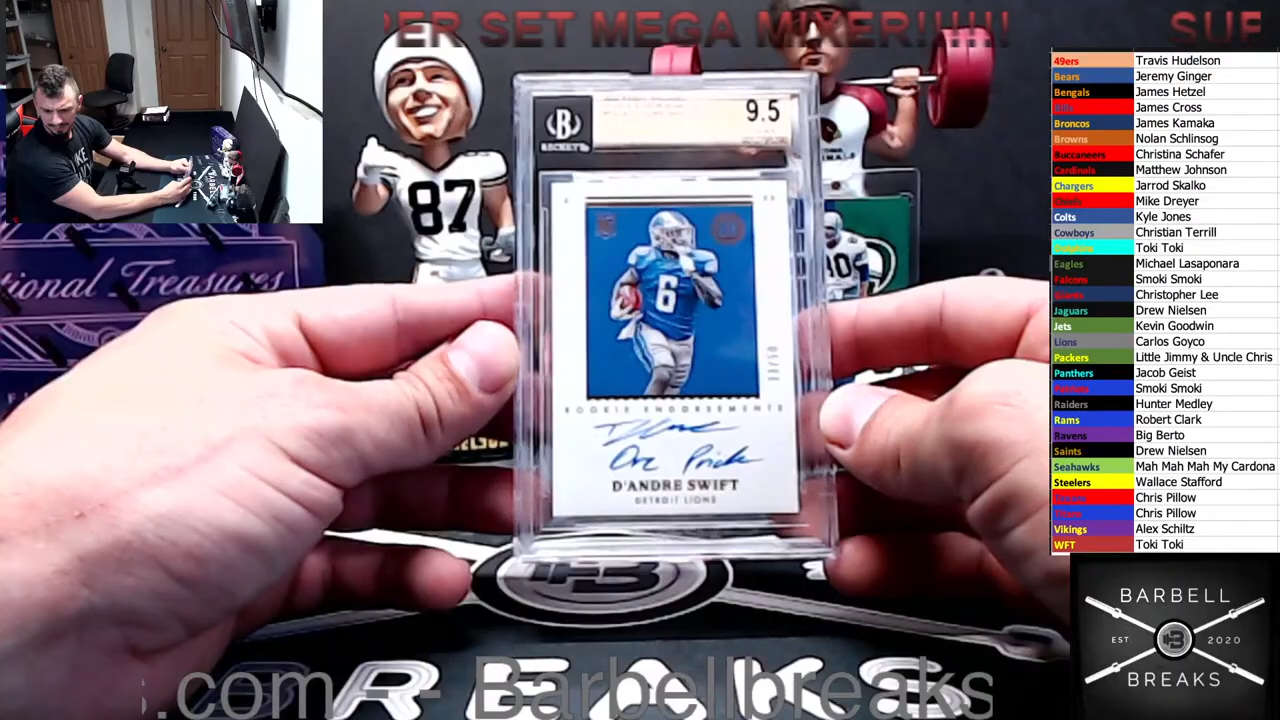 ER SET MEGA MIXER!!!!!!
SUP
49ers Travis Hudelson
Bears Jeremy Ginger
Bengals James Hetzel
Bills James Cross
Broncos James Kamaka
Browns Nolan Schlinsog
Buccaneers Christina Schafer
Cardinals Matthew Johnson
Chargers Jarrod Skalko
Chiefs Mike Dreyer
Colts Kyle Jones
Cowboys Christian Terrill
Dolphins Toki Toki
Eagles Michael Lasaponara
Falcons Smoki Smoki
Giants Christopher Lee
Jaguars Drew Nielsen
Jets Kevin Goodwin
Lions Carlos Goyco
Packers Little Jimmy & Uncle Chris
Panthers Jacob Geist
Patriots Smoki Smoki
Raiders Hunter Medley
Rams Robert Clark
Ravens Big Berto
Saints Drew Nielsen
Seahawks Mah Mah Mah My Cardona
Steelers Wallace Stafford
Texans Chris Pillow
Titans Chris Pillow
Vikings Alex Schiltz
WFT Toki Toki
BARBELL
EST. 2020
BREAKS
B
BECKETT
9.5
87
tional Treasures
6
ROOKIE ENDORSEMENTS
One Pride
D'ANDRE SWIFT
DETROIT LIONS
REAKS
s.com - - Barbellbreaks